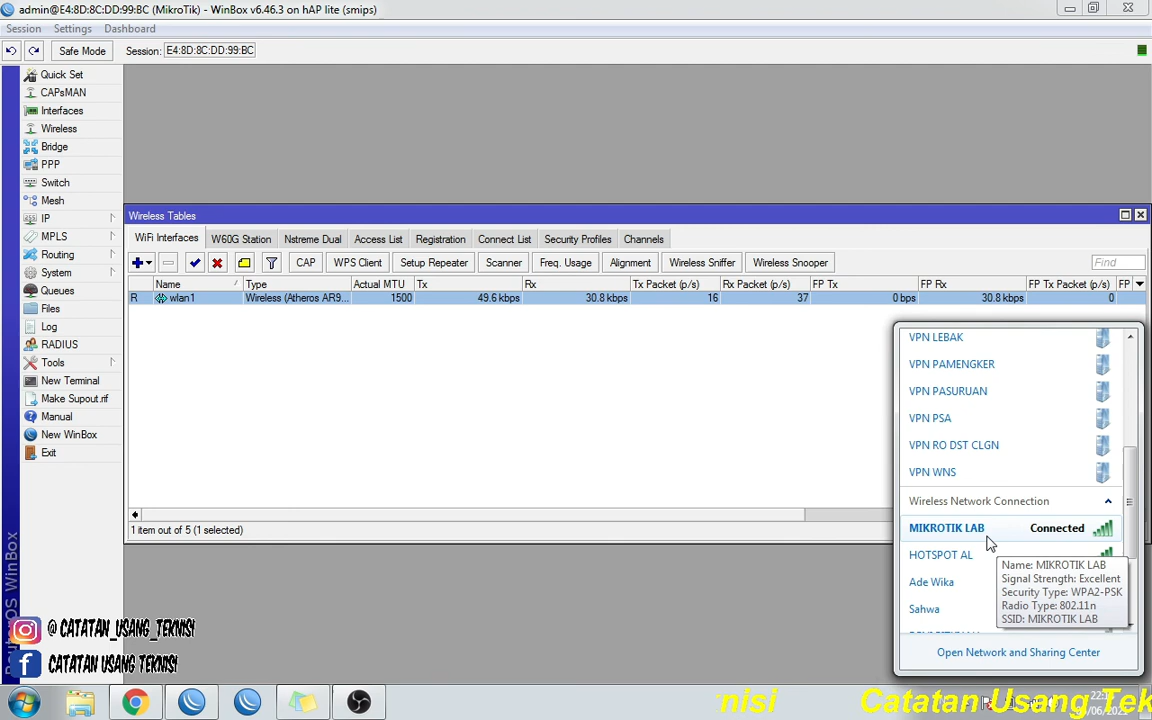 admin@E4:8D:8C:DD:99:BC (MikroTik) - WinBox v6.46.3 on hAP lite (smips)
Session Settings Dashboard
Safe Mode Session: E4:8D:8C:DD:99:BC
Quick Set
CAPsMAN
Interfaces
Wireless
Bridge
PPP
Switch
Mesh
IP
MPLS
Routing
System
Queues
Files
Log
RADIUS
Tools
New Terminal
Make Supout.rif
Manual
New WinBox
Exit
RouterOS WinBox
Wireless Tables
WiFi Interfaces W60G Station Nstreme Dual Access List Registration Connect List Security Profiles Channels
CAP WPS Client Setup Repeater Scanner Freq. Usage Alignment Wireless Sniffer Wireless Snooper Find
Name / Type Actual MTU Tx Rx Tx Packet (p/s) Rx Packet (p/s) FP Tx FP Rx FP Tx Packet (p/s) FP
R wlan1 Wireless (Atheros AR9... 1500 49.6 kbps 30.8 kbps 16 37 0 bps 30.8 kbps 0
1 item out of 5 (1 selected)
VPN LEBAK
VPN PAMENGKER
VPN PASURUAN
VPN PSA
VPN RO DST CLGN
VPN WNS
Wireless Network Connection
MIKROTIK LAB Connected
HOTSPOT AL
Ade Wika
Sahwa
Name: MIKROTIK LAB
Signal Strength: Excellent
Security Type: WPA2-PSK
Radio Type: 802.11n
SSID: MIKROTIK LAB
Open Network and Sharing Center
@CATATAN_USANG_TEKNISI
CATATAN USANG TEKNISI
nisi Catatan Usang Tek